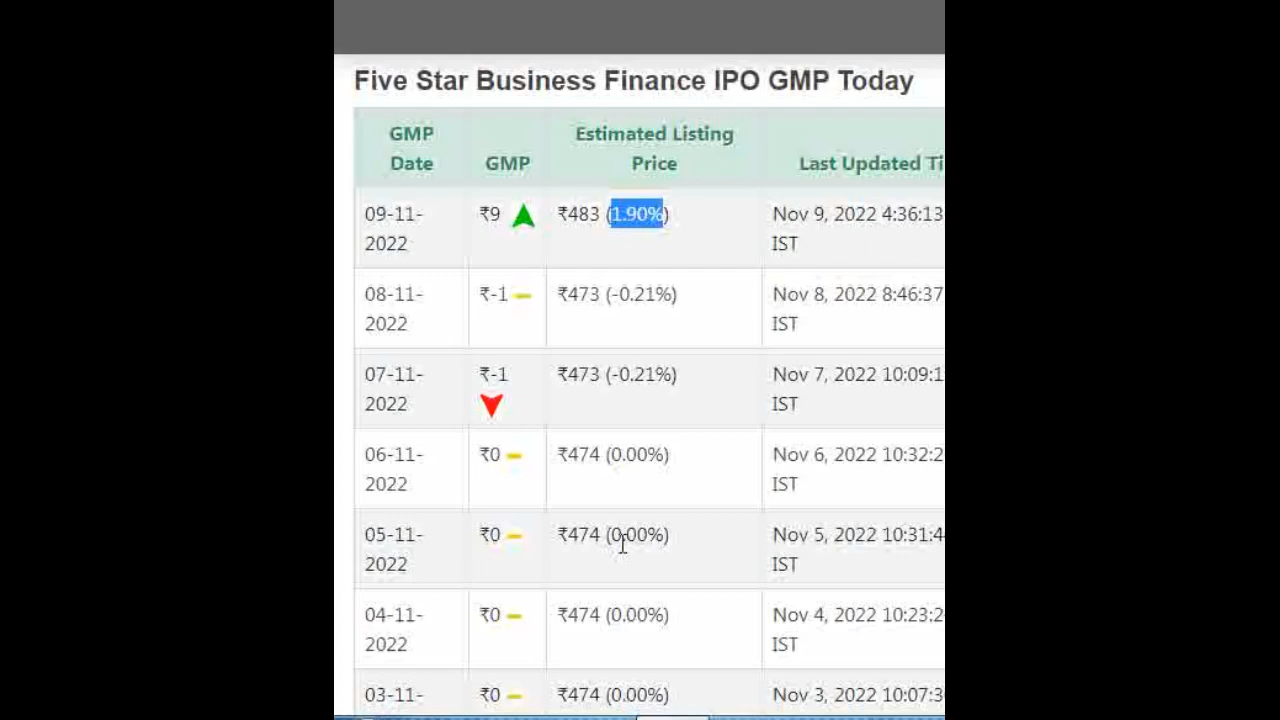 Five Star Business Finance IPO GMP Today
GMP Date GMP Estimated Listing Price Last Updated Ti
09-11-2022 ₹9 ₹483 (1.90%) Nov 9, 2022 4:36:13 IST
08-11-2022 ₹-1 ₹473 (-0.21%) Nov 8, 2022 8:46:37 IST
07-11-2022 ₹-1 ₹473 (-0.21%) Nov 7, 2022 10:09:1 IST
06-11-2022 ₹0 ₹474 (0.00%) Nov 6, 2022 10:32:2 IST
05-11-2022 ₹0 ₹474 (0.00%) Nov 5, 2022 10:31:4 IST
04-11-2022 ₹0 ₹474 (0.00%) Nov 4, 2022 10:23:2 IST
03-11- ₹0 ₹474 (0.00%) Nov 3, 2022 10:07:3